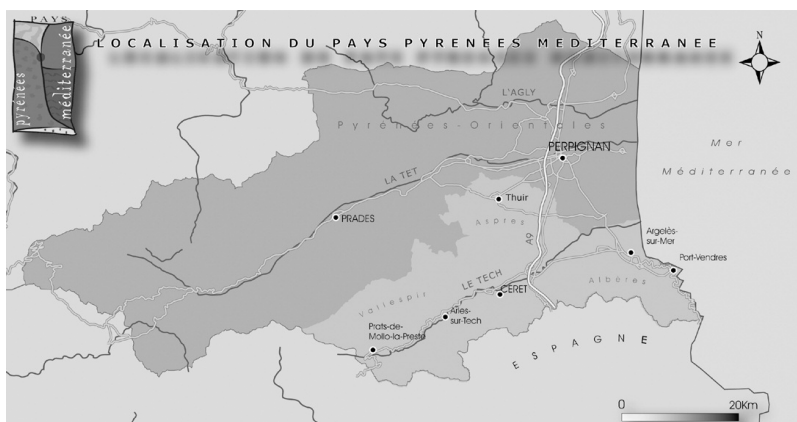 PAYS
pyrénées
méditerranée
LOCALISATION DU PAYS PYRENEES MEDITERRANEE
N
L'AGLY
Pyrénées-Orientales
PERPIGNAN
Mer
Méditerranée
LA TET
Thuir
PRADES
Aspres
A9
Argelès-
sur-Mer
Port-Vendres
LE TECH
Albères
CERET
Vallespir
Arles-
sur-Tech
Prats-de-
Mollo-la-Preste
ESPAGNE
0
20Km